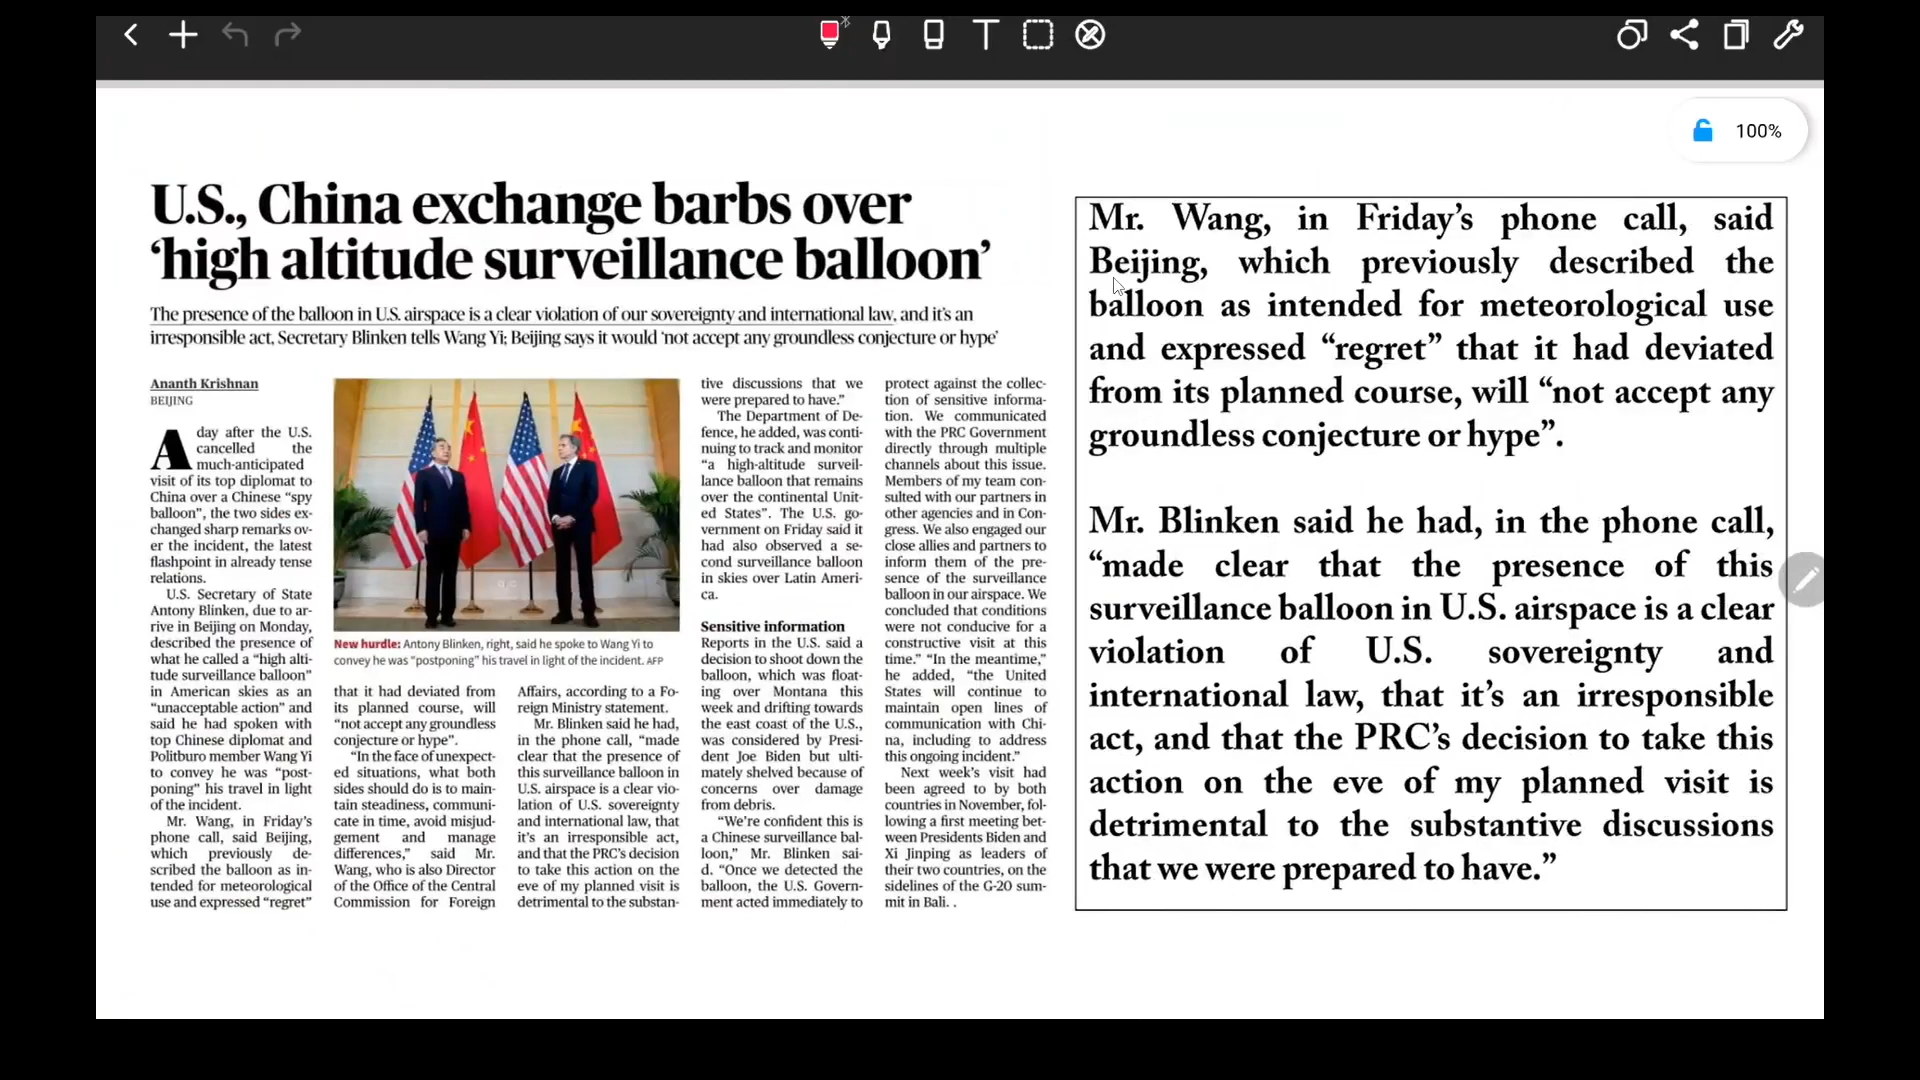 100%
U.S., China exchange barbs over
‘high altitude surveillance balloon’
The presence of the balloon in U.S. airspace is a clear violation of our sovereignty and international law, and it’s an
irresponsible act, Secretary Blinken tells Wang Yi; Beijing says it would ‘not accept any groundless conjecture or hype’
Ananth Krishnan
BEIJING
A day after the U.S.
cancelled the
much-anticipated
visit of its top diplomat to
China over a Chinese “spy
balloon”, the two sides ex-
changed sharp remarks ov-
er the incident, the latest
flashpoint in already tense
relations.
U.S. Secretary of State
Antony Blinken, due to ar-
rive in Beijing on Monday,
described the presence of
what he called a “high alti-
tude surveillance balloon”
in American skies as an
“unacceptable action” and
said he had spoken with
top Chinese diplomat and
Politburo member Wang Yi
to convey he was “post-
poning” his travel in light
of the incident.
Mr. Wang, in Friday’s
phone call, said Beijing,
which previously de-
scribed the balloon as in-
tended for meteorological
use and expressed “regret”
New hurdle: Antony Blinken, right, said he spoke to Wang Yi to
convey he was “postponing” his travel in light of the incident. AFP
that it had deviated from
its planned course, will
“not accept any groundless
conjecture or hype”.
“In the face of unexpect-
ed situations, what both
sides should do is to main-
tain steadiness, communi-
cate in time, avoid misjud-
gement and manage
differences,” said Mr.
Wang, who is also Director
of the Office of the Central
Commission for Foreign
Affairs, according to a Fo-
reign Ministry statement.
Mr. Blinken said he had,
in the phone call, “made
clear that the presence of
this surveillance balloon in
U.S. airspace is a clear vio-
lation of U.S. sovereignty
and international law, that
it’s an irresponsible act,
and that the PRC’s decision
to take this action on the
eve of my planned visit is
detrimental to the substan-
tive discussions that we
were prepared to have.”
The Department of De-
fence, he added, was conti-
nuing to track and monitor
“a high-altitude surveil-
lance balloon that remains
over the continental Unit-
ed States”. The U.S. go-
vernment on Friday said it
had also observed a se-
cond surveillance balloon
in skies over Latin Ameri-
ca.
Sensitive information
Reports in the U.S. said a
decision to shoot down the
balloon, which was float-
ing over Montana this
week and drifting towards
the east coast of the U.S.,
was considered by Presi-
dent Joe Biden but ulti-
mately shelved because of
concerns over damage
from debris.
“We’re confident this is
a Chinese surveillance bal-
loon,” Mr. Blinken sai-
d. “Once we detected the
balloon, the U.S. Govern-
ment acted immediately to
protect against the collec-
tion of sensitive informa-
tion. We communicated
with the PRC Government
directly through multiple
channels about this issue.
Members of my team con-
sulted with our partners in
other agencies and in Con-
gress. We also engaged our
close allies and partners to
inform them of the pre-
sence of the surveillance
balloon in our airspace. We
concluded that conditions
were not conducive for a
constructive visit at this
time.” “In the meantime,”
he added, “the United
States will continue to
maintain open lines of
communication with Chi-
na, including to address
this ongoing incident.”
Next week’s visit had
been agreed to by both
countries in November, fol-
lowing a first meeting bet-
ween Presidents Biden and
Xi Jinping as leaders of
their two countries, on the
sidelines of the G-20 sum-
mit in Bali. .
Mr. Wang, in Friday’s phone call, said
Beijing, which previously described the
balloon as intended for meteorological use
and expressed “regret” that it had deviated
from its planned course, will “not accept any
groundless conjecture or hype”.
Mr. Blinken said he had, in the phone call,
“made clear that the presence of this
surveillance balloon in U.S. airspace is a clear
violation of U.S. sovereignty and
international law, that it’s an irresponsible
act, and that the PRC’s decision to take this
action on the eve of my planned visit is
detrimental to the substantive discussions
that we were prepared to have.”